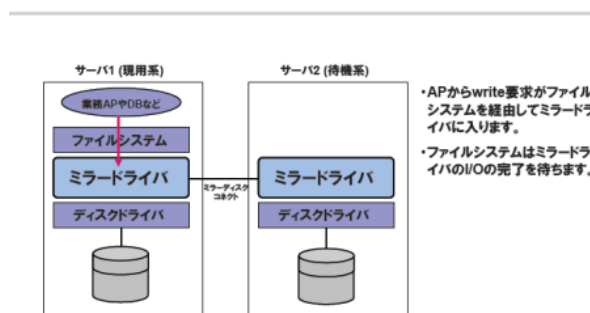 サーバ1 (現用系)
サーバ2 (待機系)
業務APやDBなど
ファイルシステム
ミラードライバ
ミラードライバ
ミラーディスク
コネクト
ディスクドライバ
ディスクドライバ
・APからwrite要求がファイル
システムを経由してミラードラ
イバに入ります。
・ファイルシステムはミラードラ
イバのI/Oの完了を待ちます。